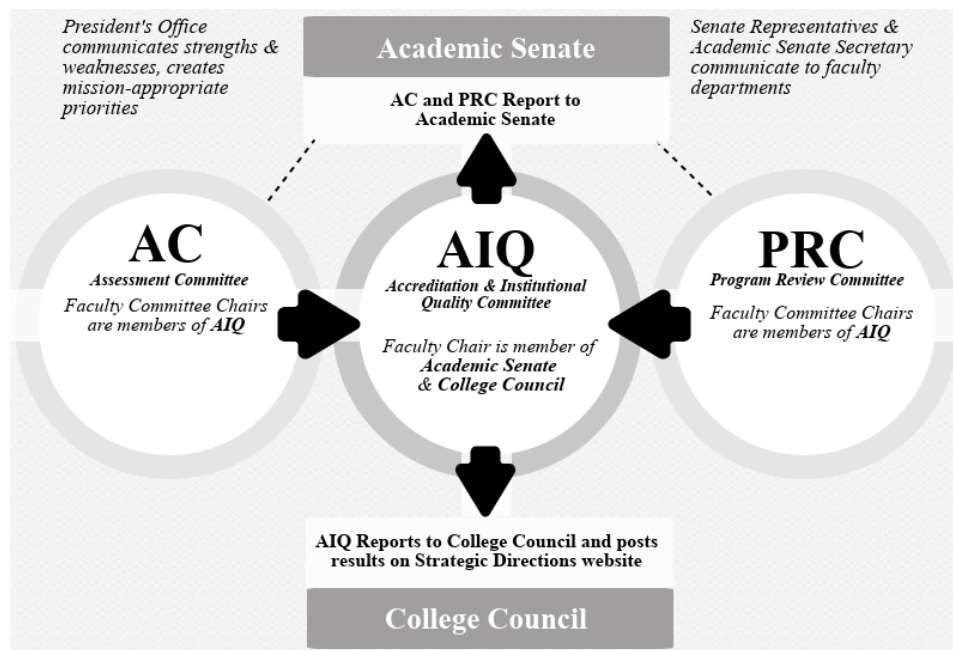 President's Office
communicates strengths &
weaknesses, creates
mission-appropriate
priorities
Academic Senate
AC and PRC Report to
Academic Senate
Senate Representatives &
Academic Senate Secretary
communicate to faculty
departments
AC
Assessment Committee
Faculty Committee Chairs
are members of AIQ
AIQ
Accreditation & Institutional
Quality Committee
Faculty Chair is member of
Academic Senate
& College Council
PRC
Program Review Committee
Faculty Committee Chairs
are members of AIQ
AIQ Reports to College Council and posts
results on Strategic Directions website
College Council